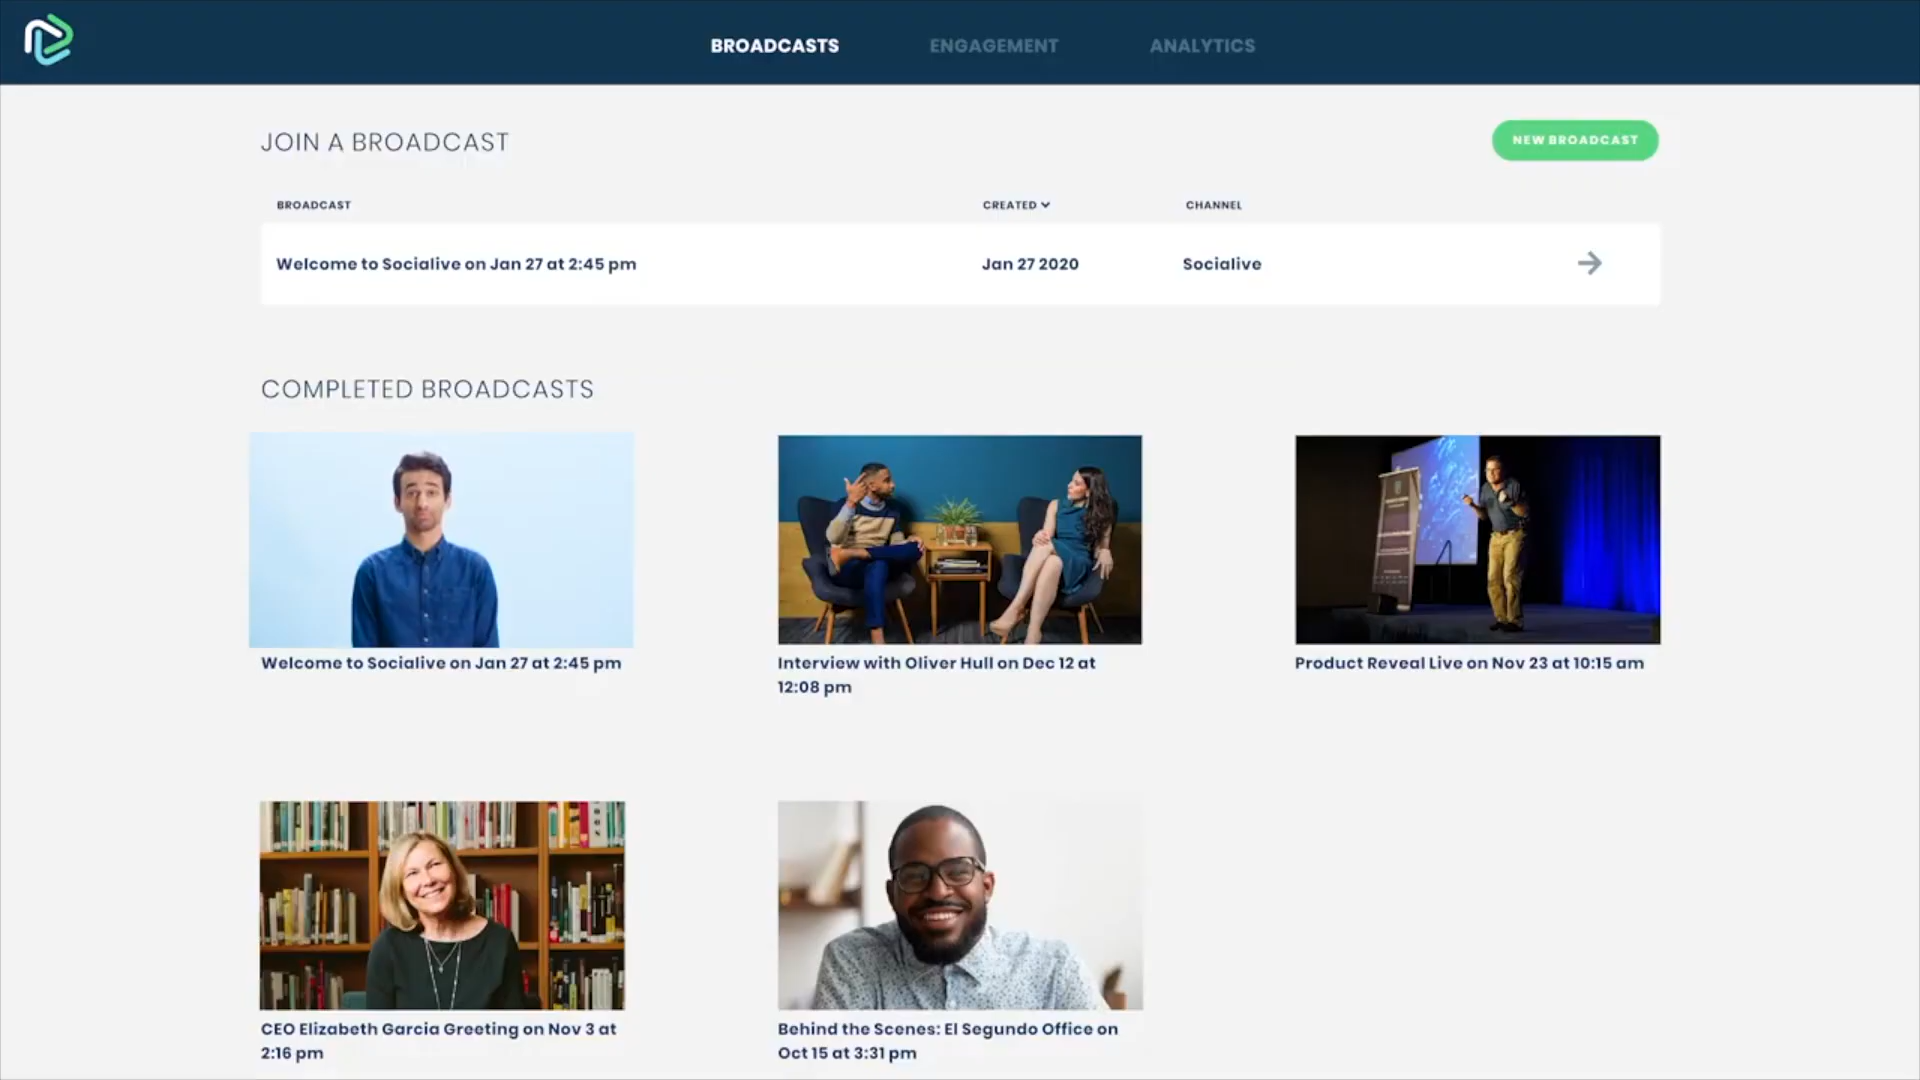 BROADCASTS ENGAGEMENT ANALYTICS
JOIN A BROADCAST
NEW BROADCAST
BROADCAST CREATED CHANNEL
Welcome to Socialive on Jan 27 at 2:45 pm Jan 27 2020 Socialive
COMPLETED BROADCASTS
Welcome to Socialive on Jan 27 at 2:45 pm
Interview with Oliver Hull on Dec 12 at
12:08 pm
Product Reveal Live on Nov 23 at 10:15 am
CEO Elizabeth Garcia Greeting on Nov 3 at
2:16 pm
Behind the Scenes: El Segundo Office on
Oct 15 at 3:31 pm